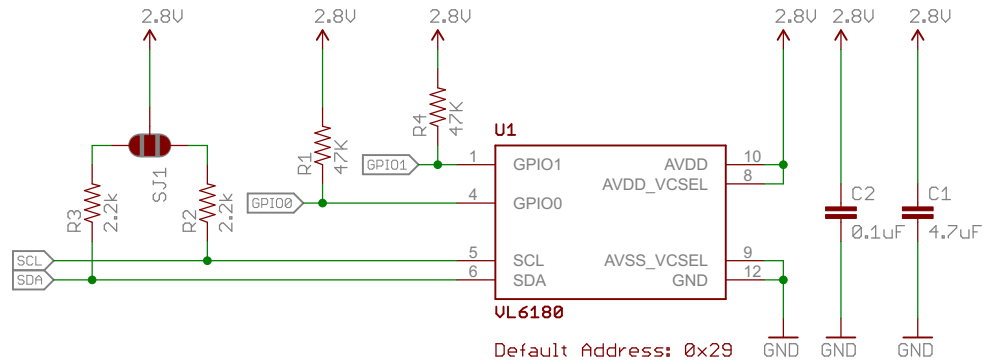 2.8V 2.8V 2.8V 2.8V 2.8V 2.8V
R4 47K
U1
R1 47K
SJ1
R3 2.2k
R2 2.2k
GPIO1 1 GPIO1 AVDD 10
AVDD_VCSEL 8
GPIO0 4 GPIO0
C2 0.1uF
C1 4.7uF
SCL 5 SCL AVSS_VCSEL 9
SDA 6 SDA GND 12
VL6180
Default Address: 0x29
GND GND GND